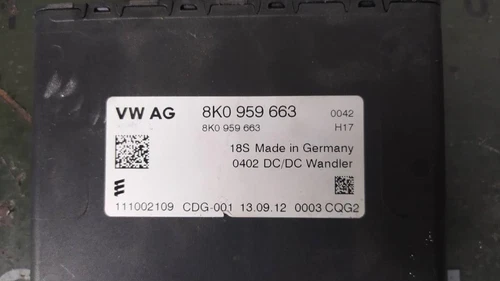 VW AG 8K0 959 663 0042
8K0 959 663 H17
18S Made in Germany
0402 DC/DC Wandler
111002109 CDG-001 13.09.12 0003 CQG2